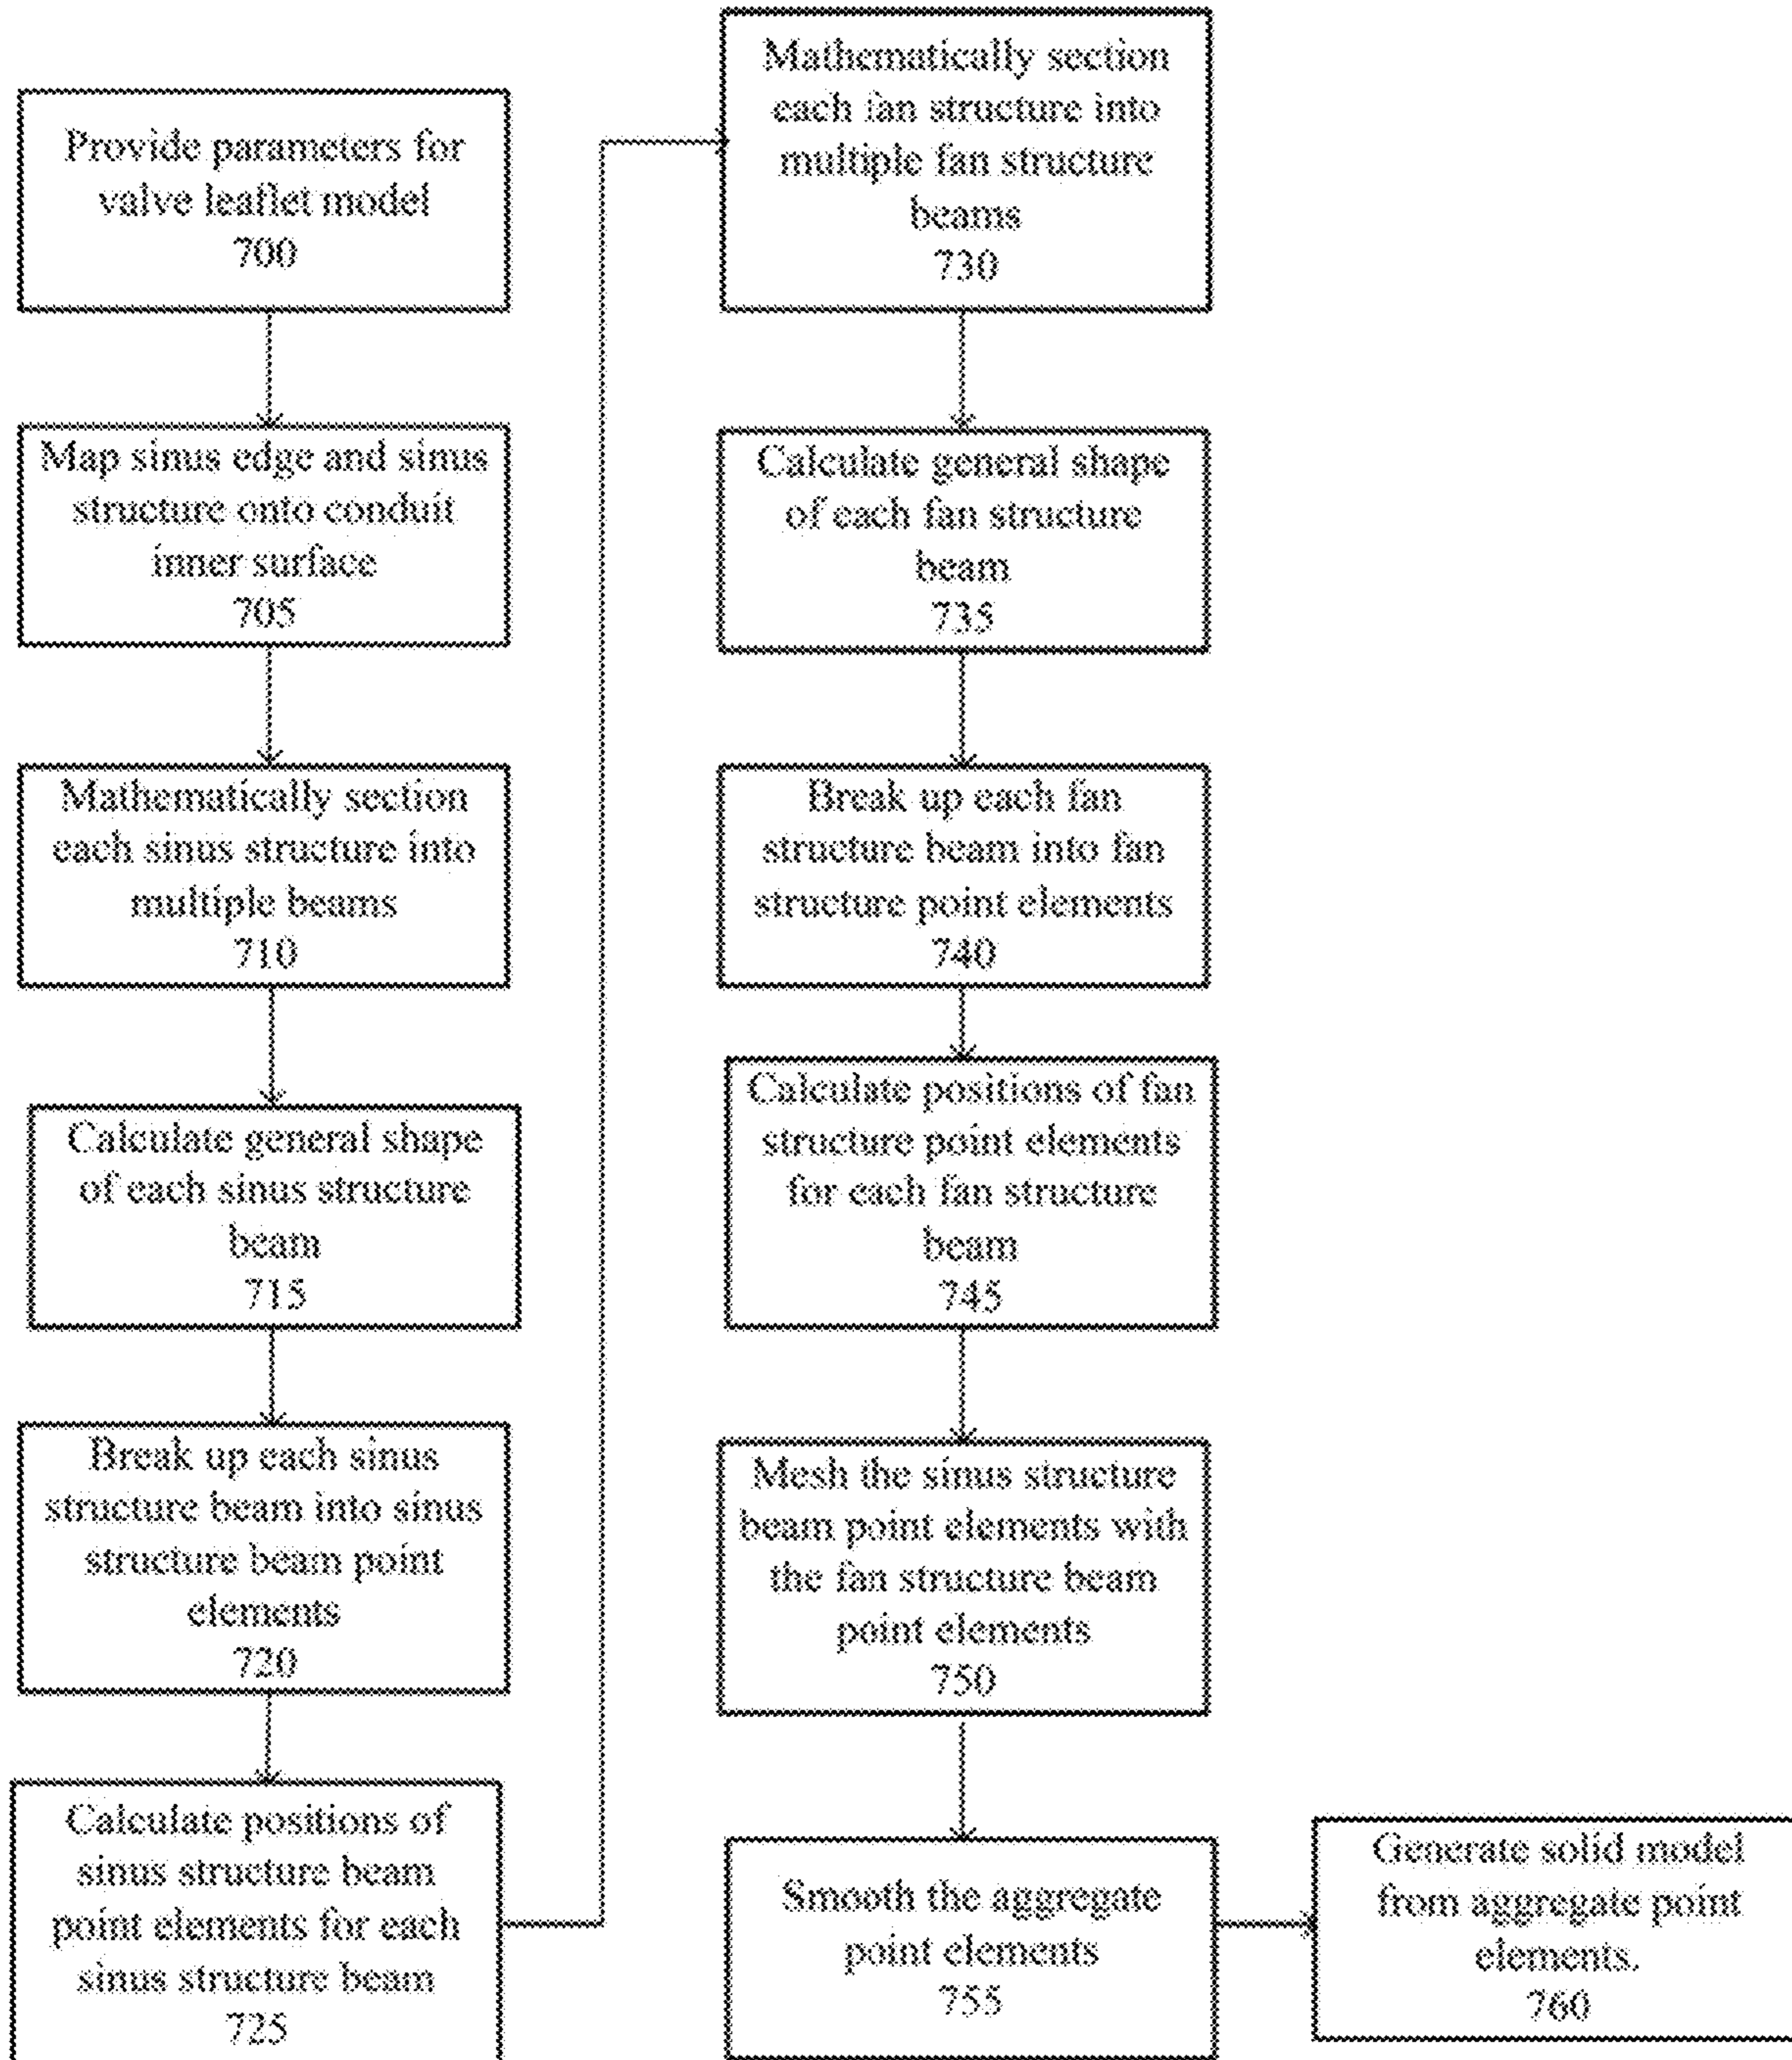 Provide parameters for
valve leaflet model
700
Map sinus edge and sinus
structure onto conduit
inner surface
705
Mathematically section
each sinus structure into
multiple beams
710
Calculate general shape
of each sinus structure
beam
715
Break up each sinus
structure beam into sinus
structure beam point
elements
720
Calculate positions of
sinus structure beam
point elements for each
sinus structure beam
725
Mathematically section
each fan structure into
multiple fan structure
beams
730
Calculate general shape
of each fan structure
beam
735
Break up each fan
structure beam into fan
structure point elements
740
Calculate positions of fan
structure point elements
for each fan structure
beam
745
Mesh the sinus structure
beam point elements with
the fan structure beam
point elements
750
Smooth the aggregate
point elements
755
Generate solid model
from aggregate point
elements.
760